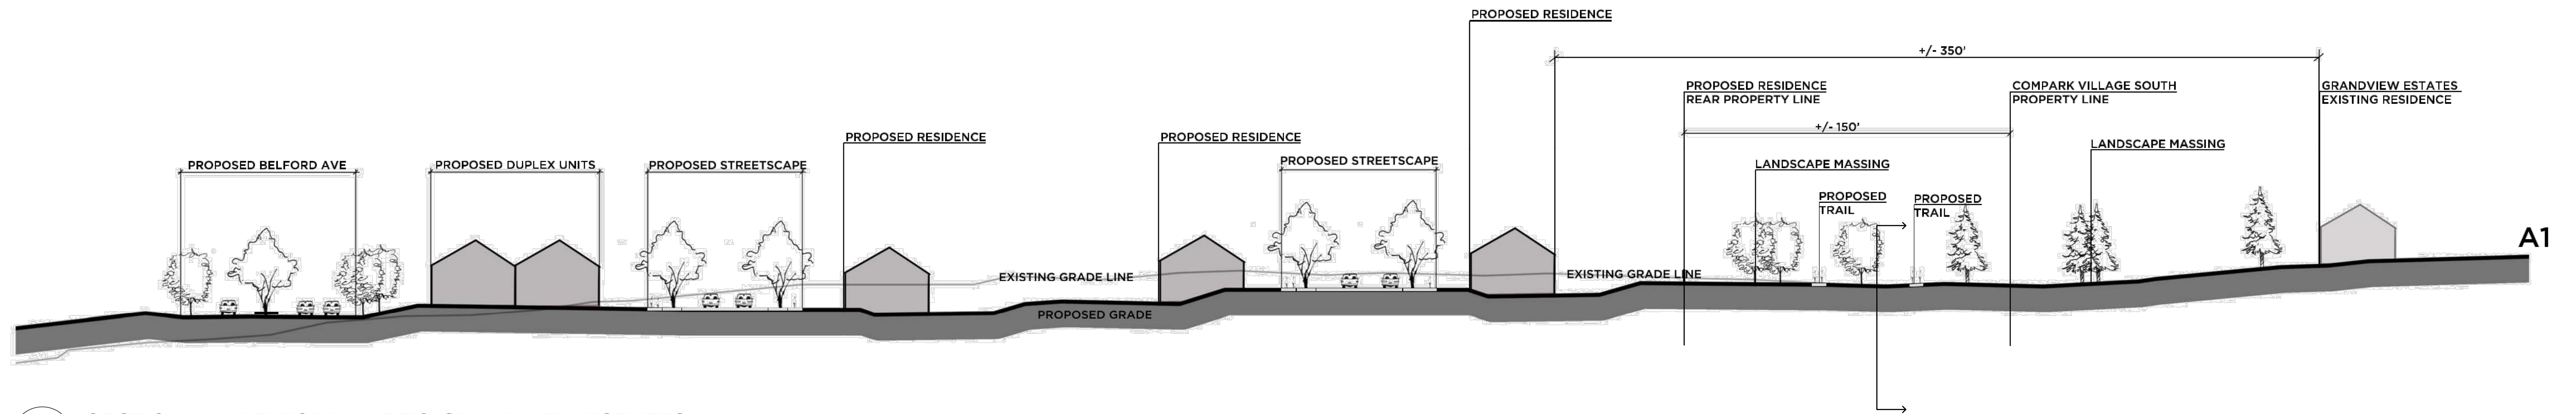 PROPOSED RESIDENCE
+/- 350'
PROPOSED RESIDENCE
REAR PROPERTY LINE
COMPARK VILLAGE SOUTH
PROPERTY LINE
GRANDVIEW ESTATES
EXISTING RESIDENCE
+/- 150'
PROPOSED RESIDENCE
PROPOSED RESIDENCE
LANDSCAPE MASSING
PROPOSED BELFORD AVE
PROPOSED DUPLEX UNITS
PROPOSED STREETSCAPE
PROPOSED STREETSCAPE
LANDSCAPE MASSING
PROPOSED
TRAIL
PROPOSED
TRAIL
A1
EXISTING GRADE LINE
EXISTING GRADE LINE
PROPOSED GRADE